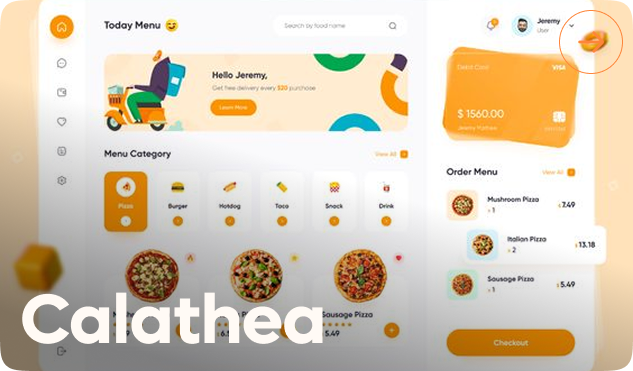 Today Menu
Search by food name
Jeremy
User
Hello Jeremy,
Get free delivery every $20 purchase
Learn More
Debit Card
VISA
$ 1560.00
Menu Category
View All
Pizza
Burger
Hotdog
Taco
Snack
Drink
Order Menu
View All
Mushroom Pizza
x 1
$ 7.49
Italian Pizza
x 2
$ 13.18
Sausage Pizza
x 1
$ 5.49
Sausage Pizza
5.49
Calathea
Checkout